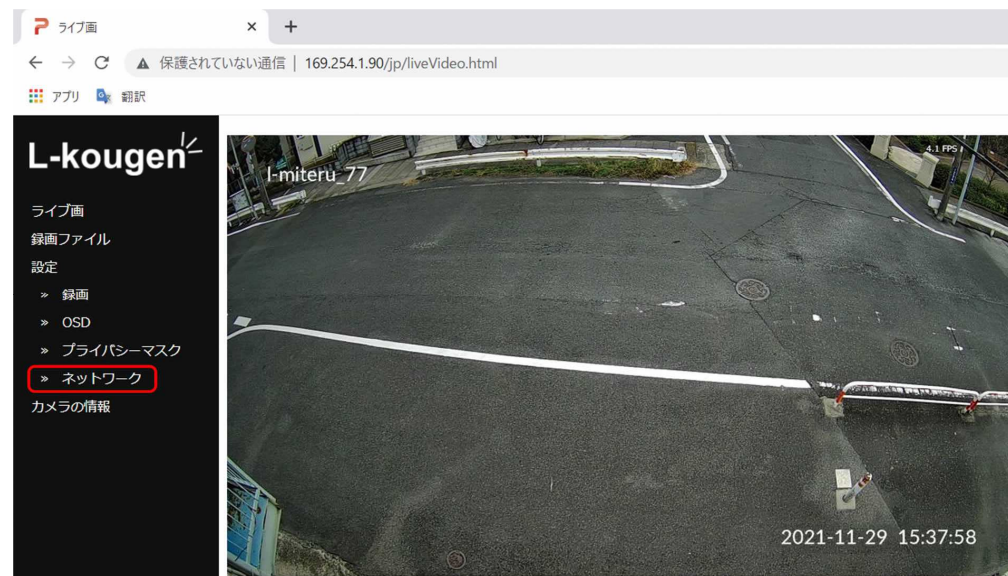 ライブ画
保護されていない通信 | 169.254.1.90/jp/liveVideo.html
アプリ 翻訳
L-kougen
ライブ画
録画ファイル
設定
» 録画
» OSD
» プライバシーマスク
» ネットワーク
カメラの情報
l-miteru_77
4.1 FPS
2021-11-29 15:37:58